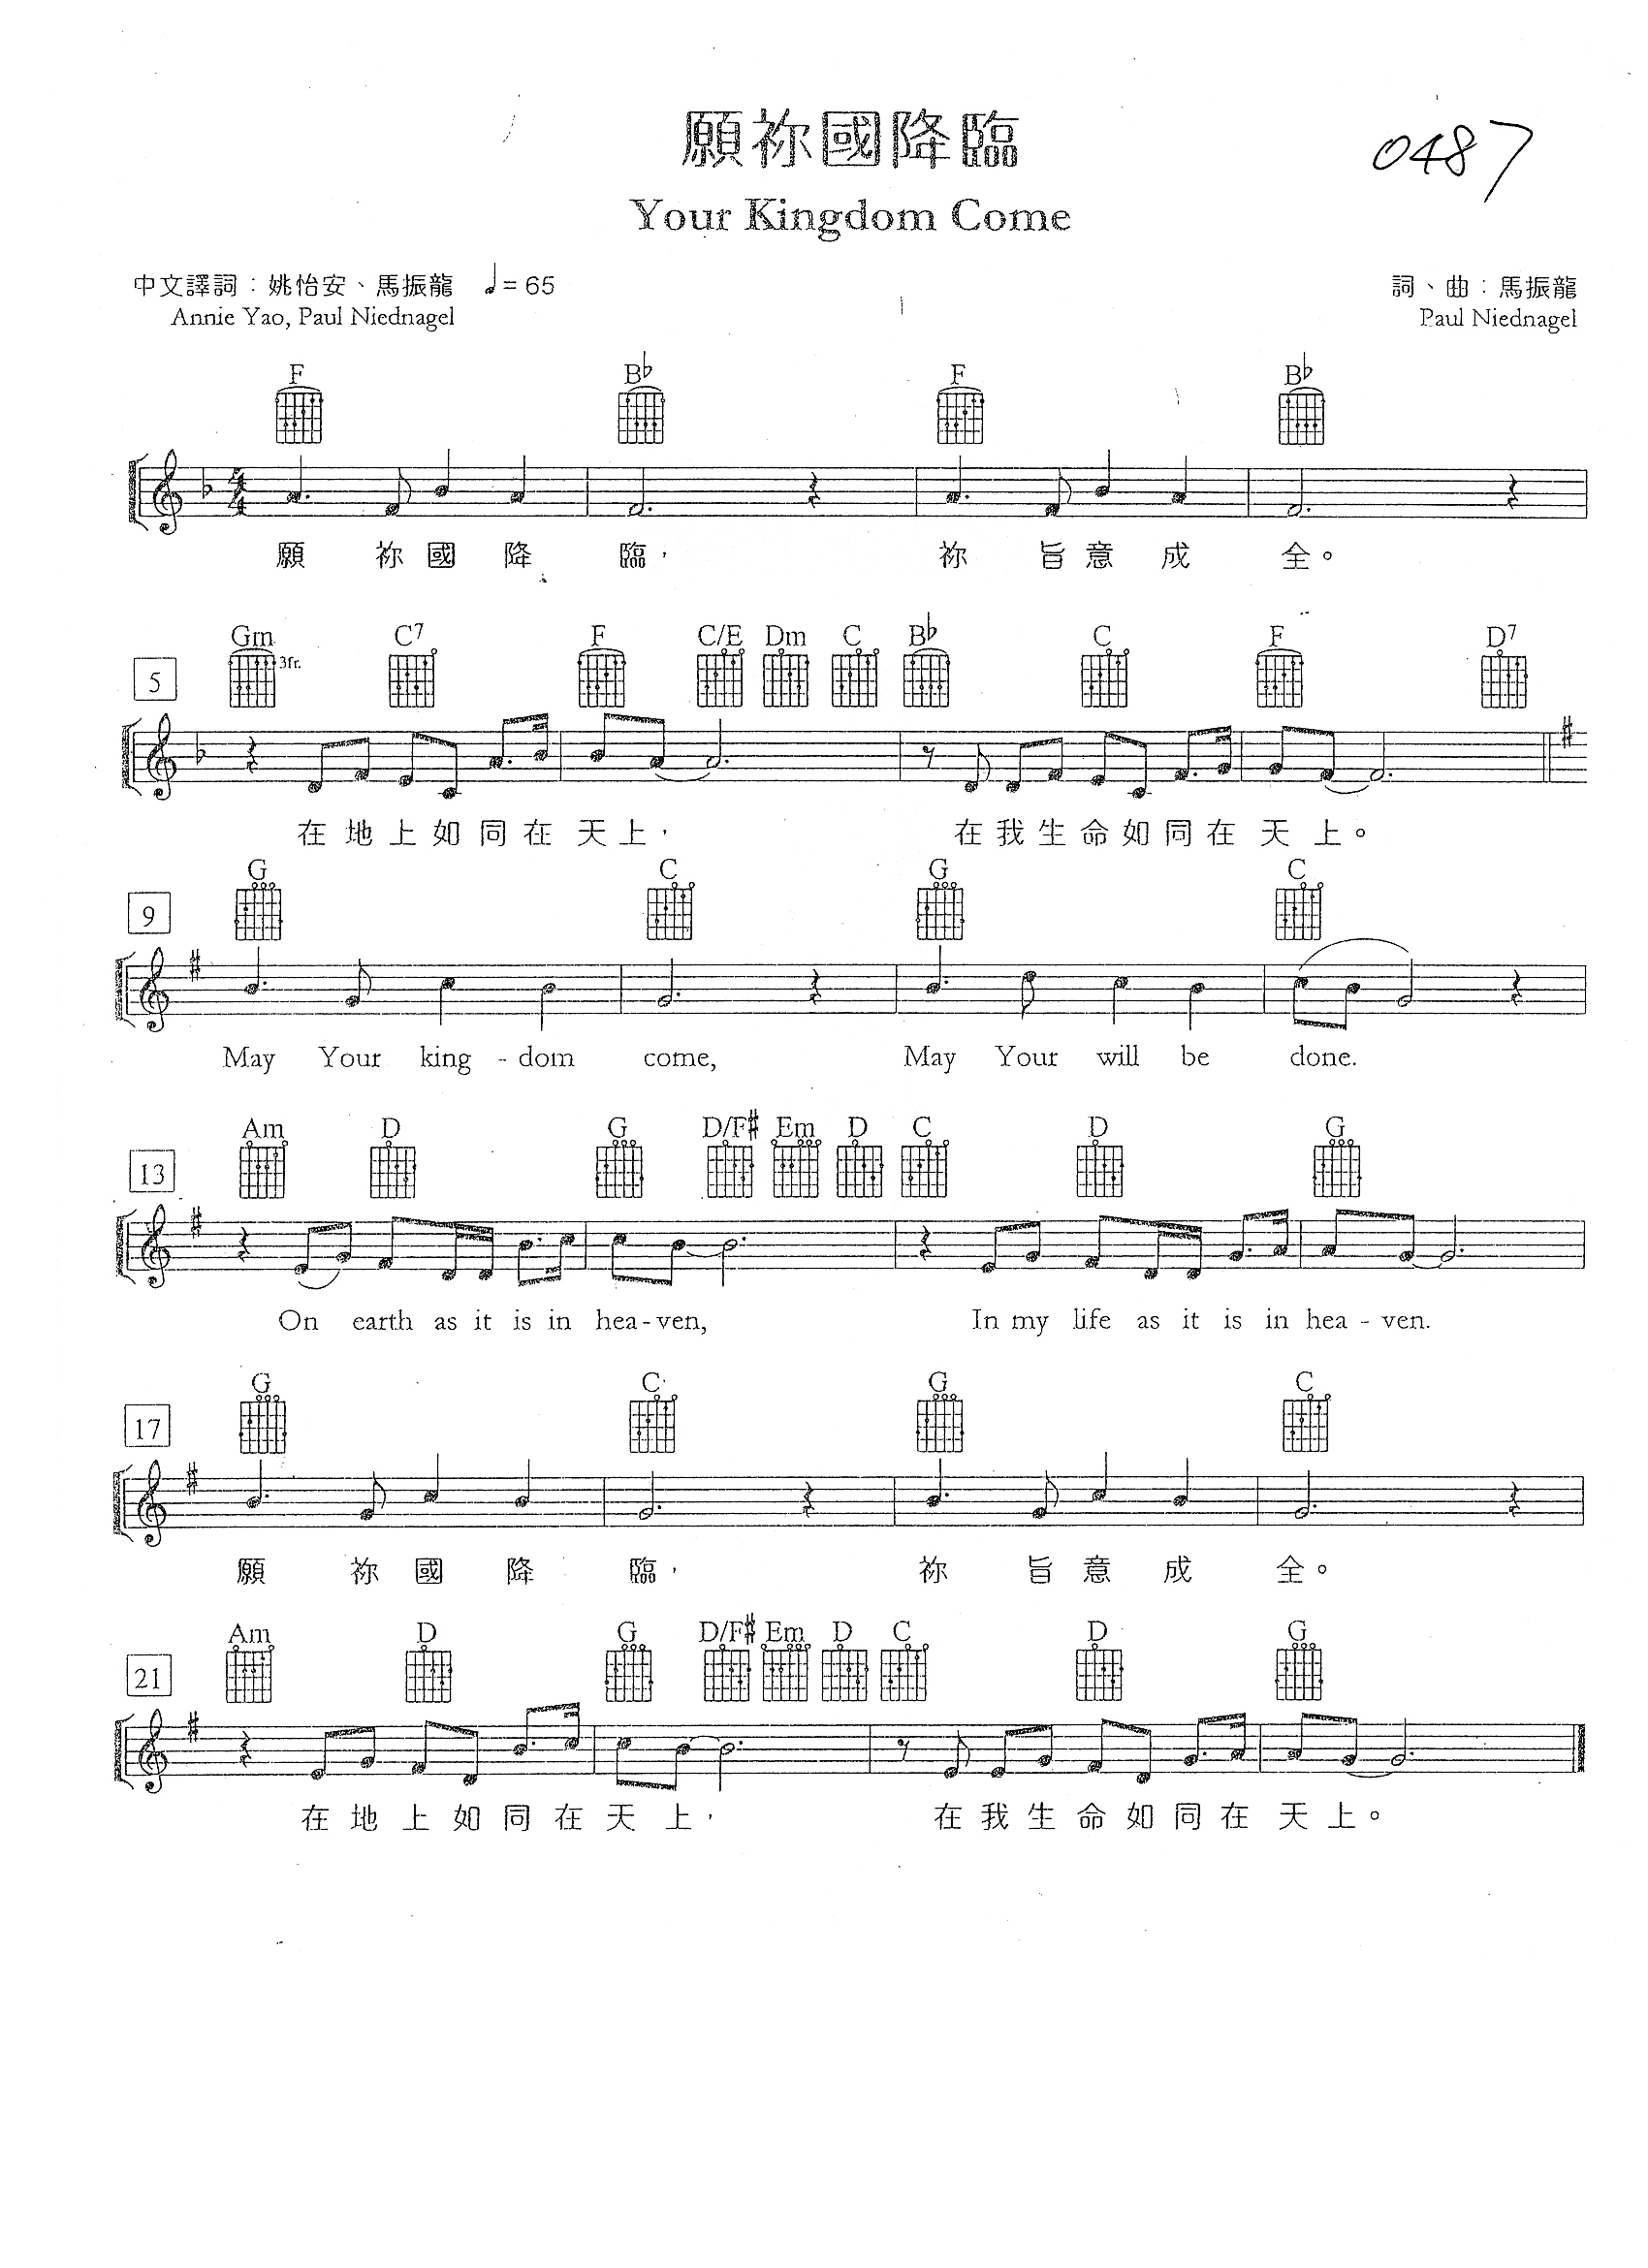 願祢國降臨
0487
Your Kingdom Come
中文譯詞：姚怡安、馬振龍 ♩= 65
詞、曲：馬振龍
Annie Yao, Paul Niednagel
Paul Niednagel
F B♭ F B♭
4/4
願 祢 國 降 臨， 祢 旨 意 成 全。
Gm C7 F C/E Dm C B♭ C F D7
5 3fr.
在 地 上 如 同 在 天 上， 在 我 生 命 如 同 在 天 上。
G C G C
9
May Your king - dom come, May Your will be done.
Am D G D/F# Em D C D G
13
On earth as it is in hea - ven, In my life as it is in hea - ven.
G C G C
17
願 祢 國 降 臨， 祢 旨 意 成 全。
Am D G D/F# Em D C D G
21
在 地 上 如 同 在 天 上， 在 我 生 命 如 同 在 天 上。